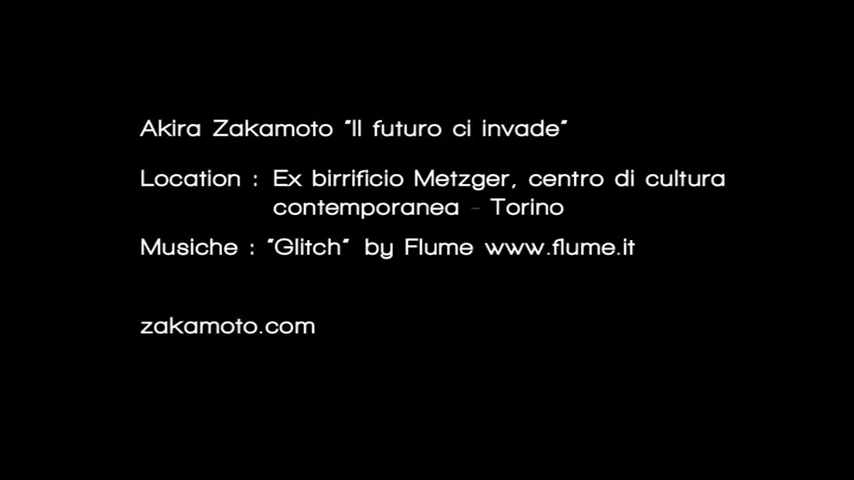 Akira Zakamoto "Il futuro ci invade"
Location : Ex birrificio Metzger, centro di cultura
contemporanea - Torino
Musiche : "Glitch" by Flume www.flume.it
zakamoto.com